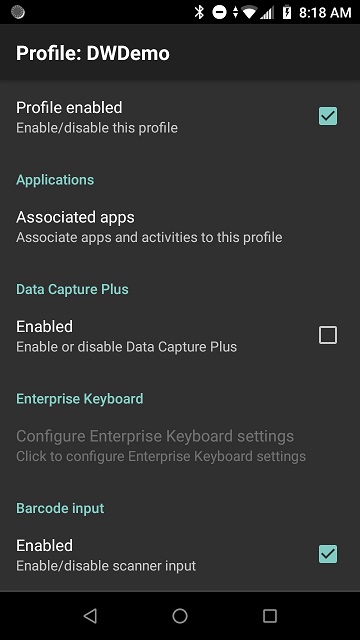 8:18 AM
Profile: DWDemo
Profile enabled
Enable/disable this profile
Applications
Associated apps
Associate apps and activities to this profile
Data Capture Plus
Enabled
Enable or disable Data Capture Plus
Enterprise Keyboard
Configure Enterprise Keyboard settings
Click to configure Enterprise Keyboard settings
Barcode input
Enabled
Enable/disable scanner input